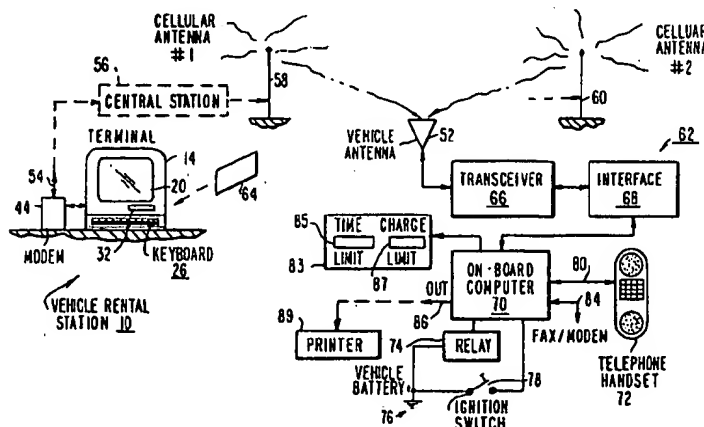 CELLULAR
ANTENNA
#1
56
58
CENTRAL STATION
CELLUAR
ANTENNA
#2
60
TERMINAL
54
14
20
44
64
MODEM
32
KEYBOARD
26
VEHICLE RENTAL
STATION 10
VEHICLE
ANTENNA
52
62
TRANSCEIVER
66
INTERFACE
68
85
TIME
CHARGE
83
LIMIT
87
LIMIT
ON-BOARD
COMPUTER
70
80
84
FAX/MODEM
OUT
86
89
PRINTER
74
RELAY
VEHICLE
BATTERY
76
78
IGNITION
SWITCH
TELEPHONE
HANDSET
72